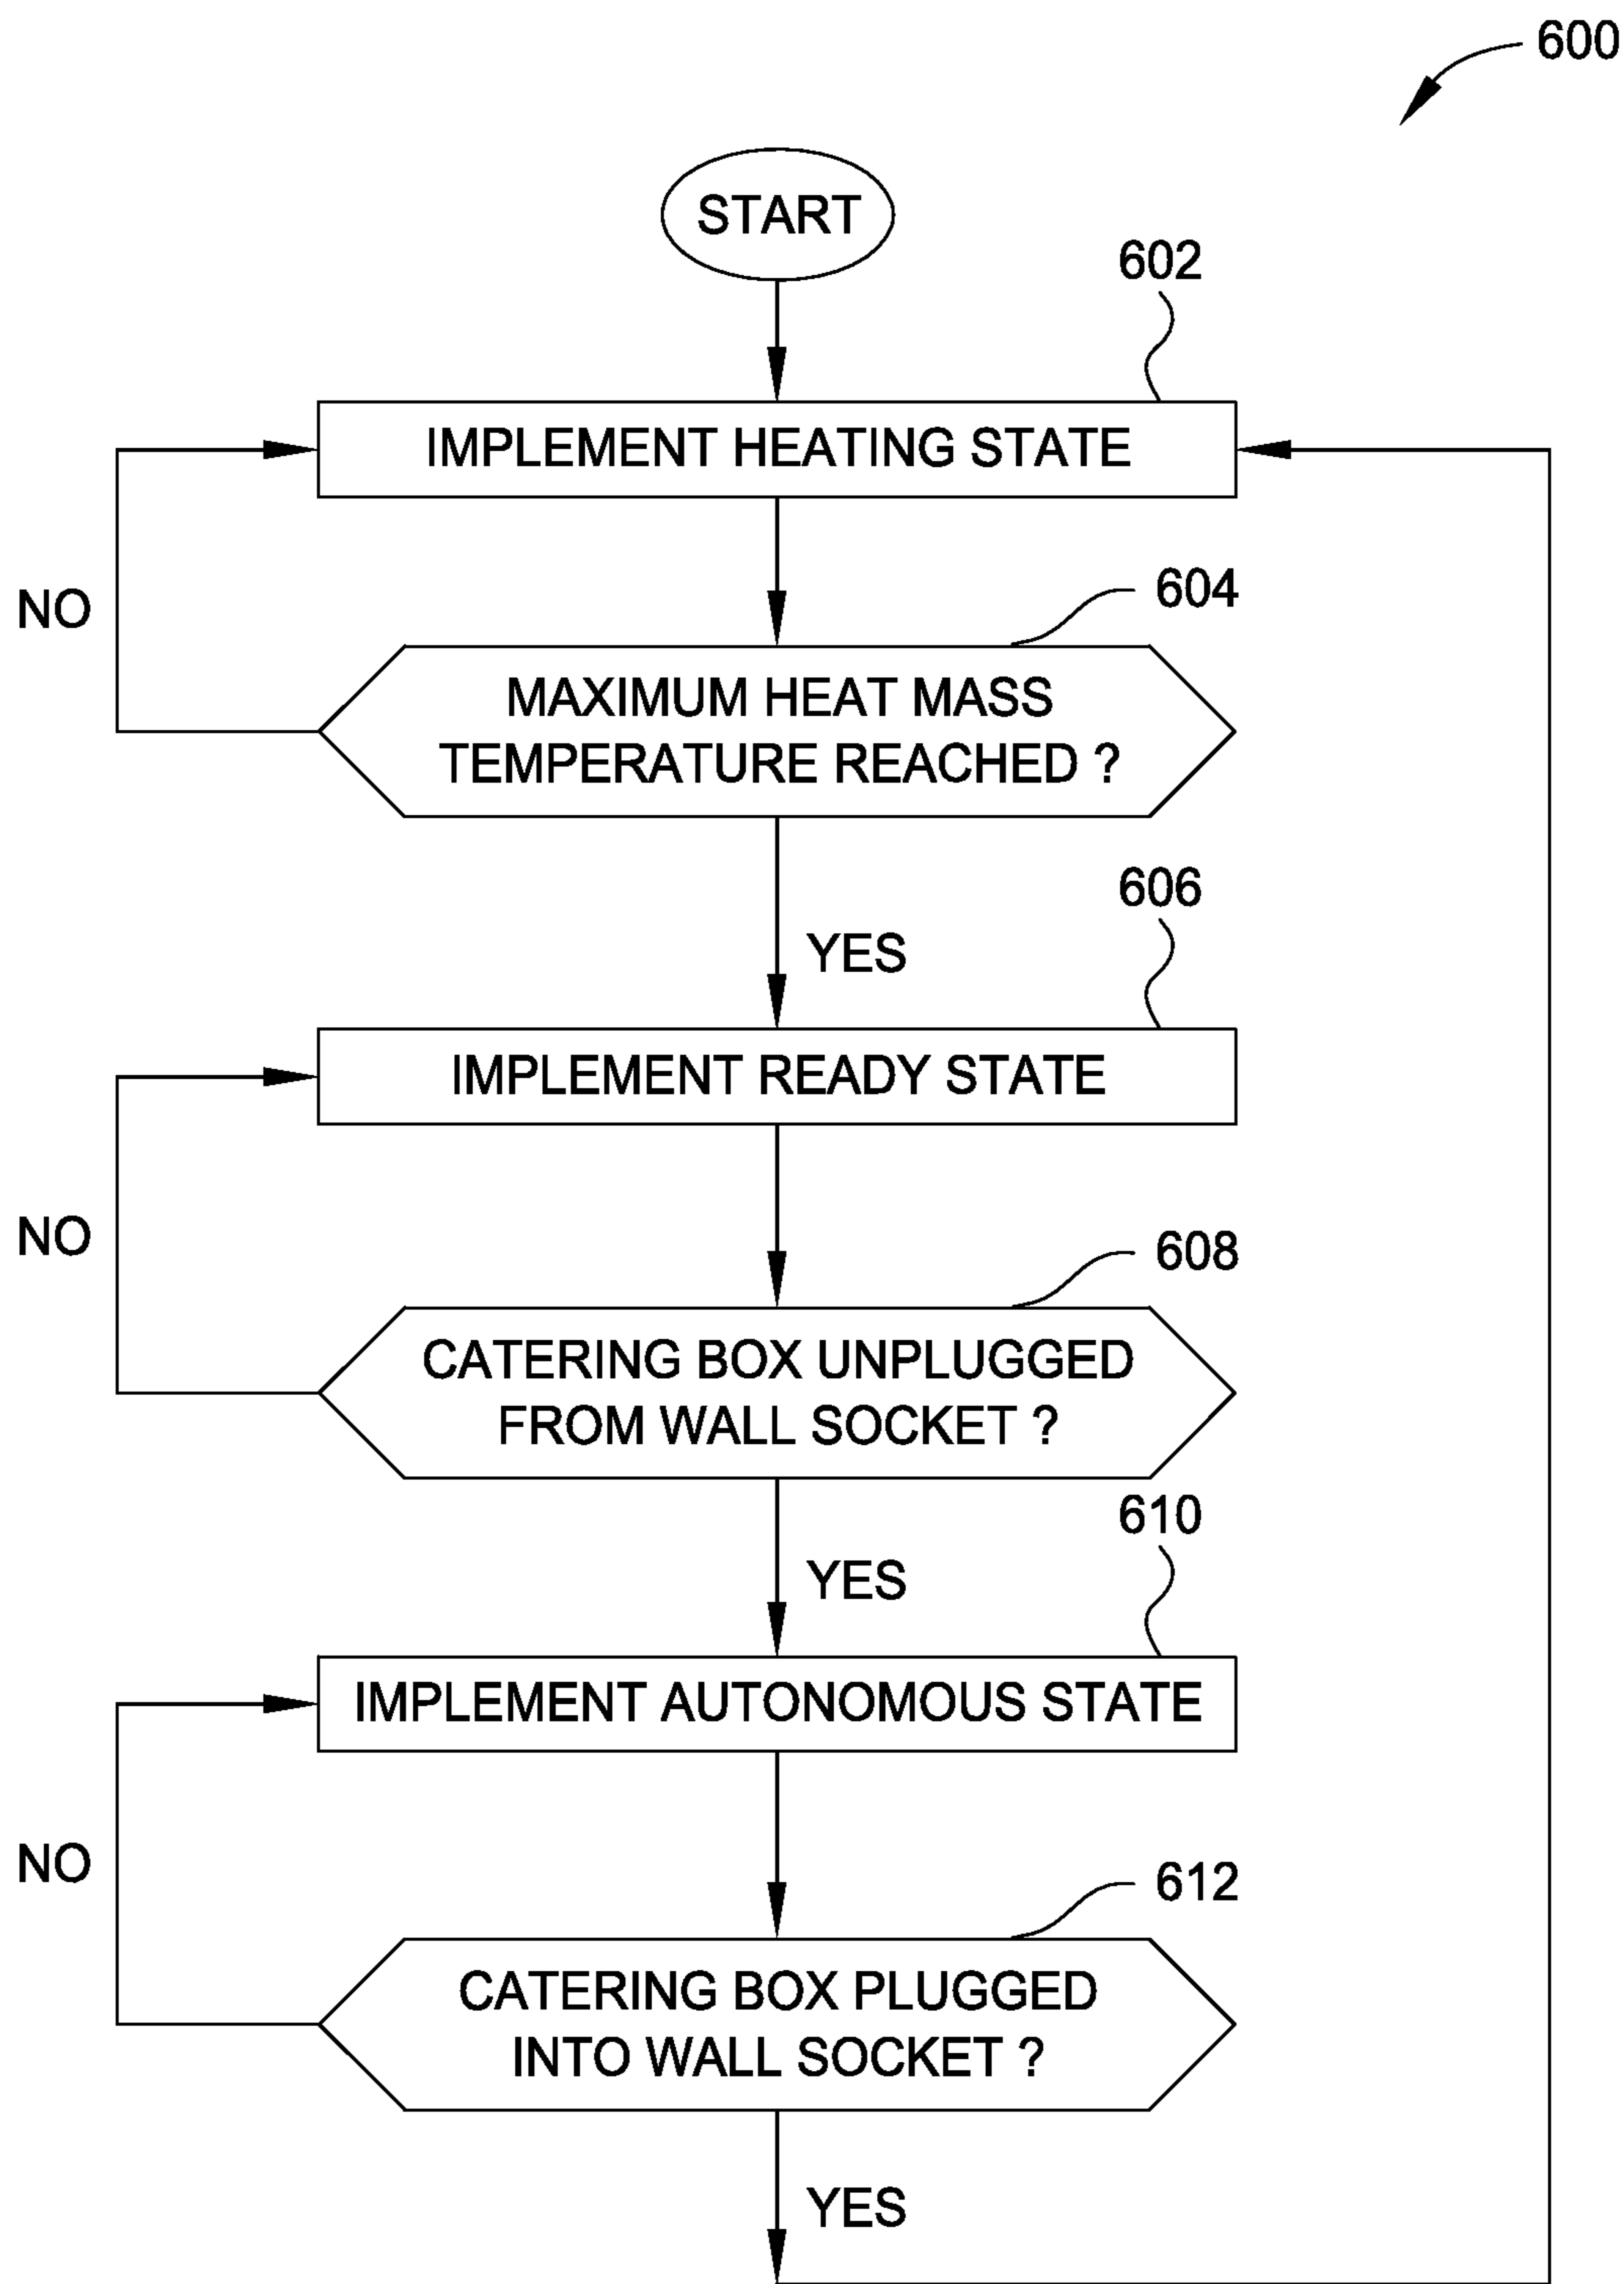 600
START
602
IMPLEMENT HEATING STATE
NO
604
MAXIMUM HEAT MASS
TEMPERATURE REACHED ?
606
YES
IMPLEMENT READY STATE
NO
608
CATERING BOX UNPLUGGED
FROM WALL SOCKET ?
610
YES
IMPLEMENT AUTONOMOUS STATE
NO
612
CATERING BOX PLUGGED
INTO WALL SOCKET ?
YES